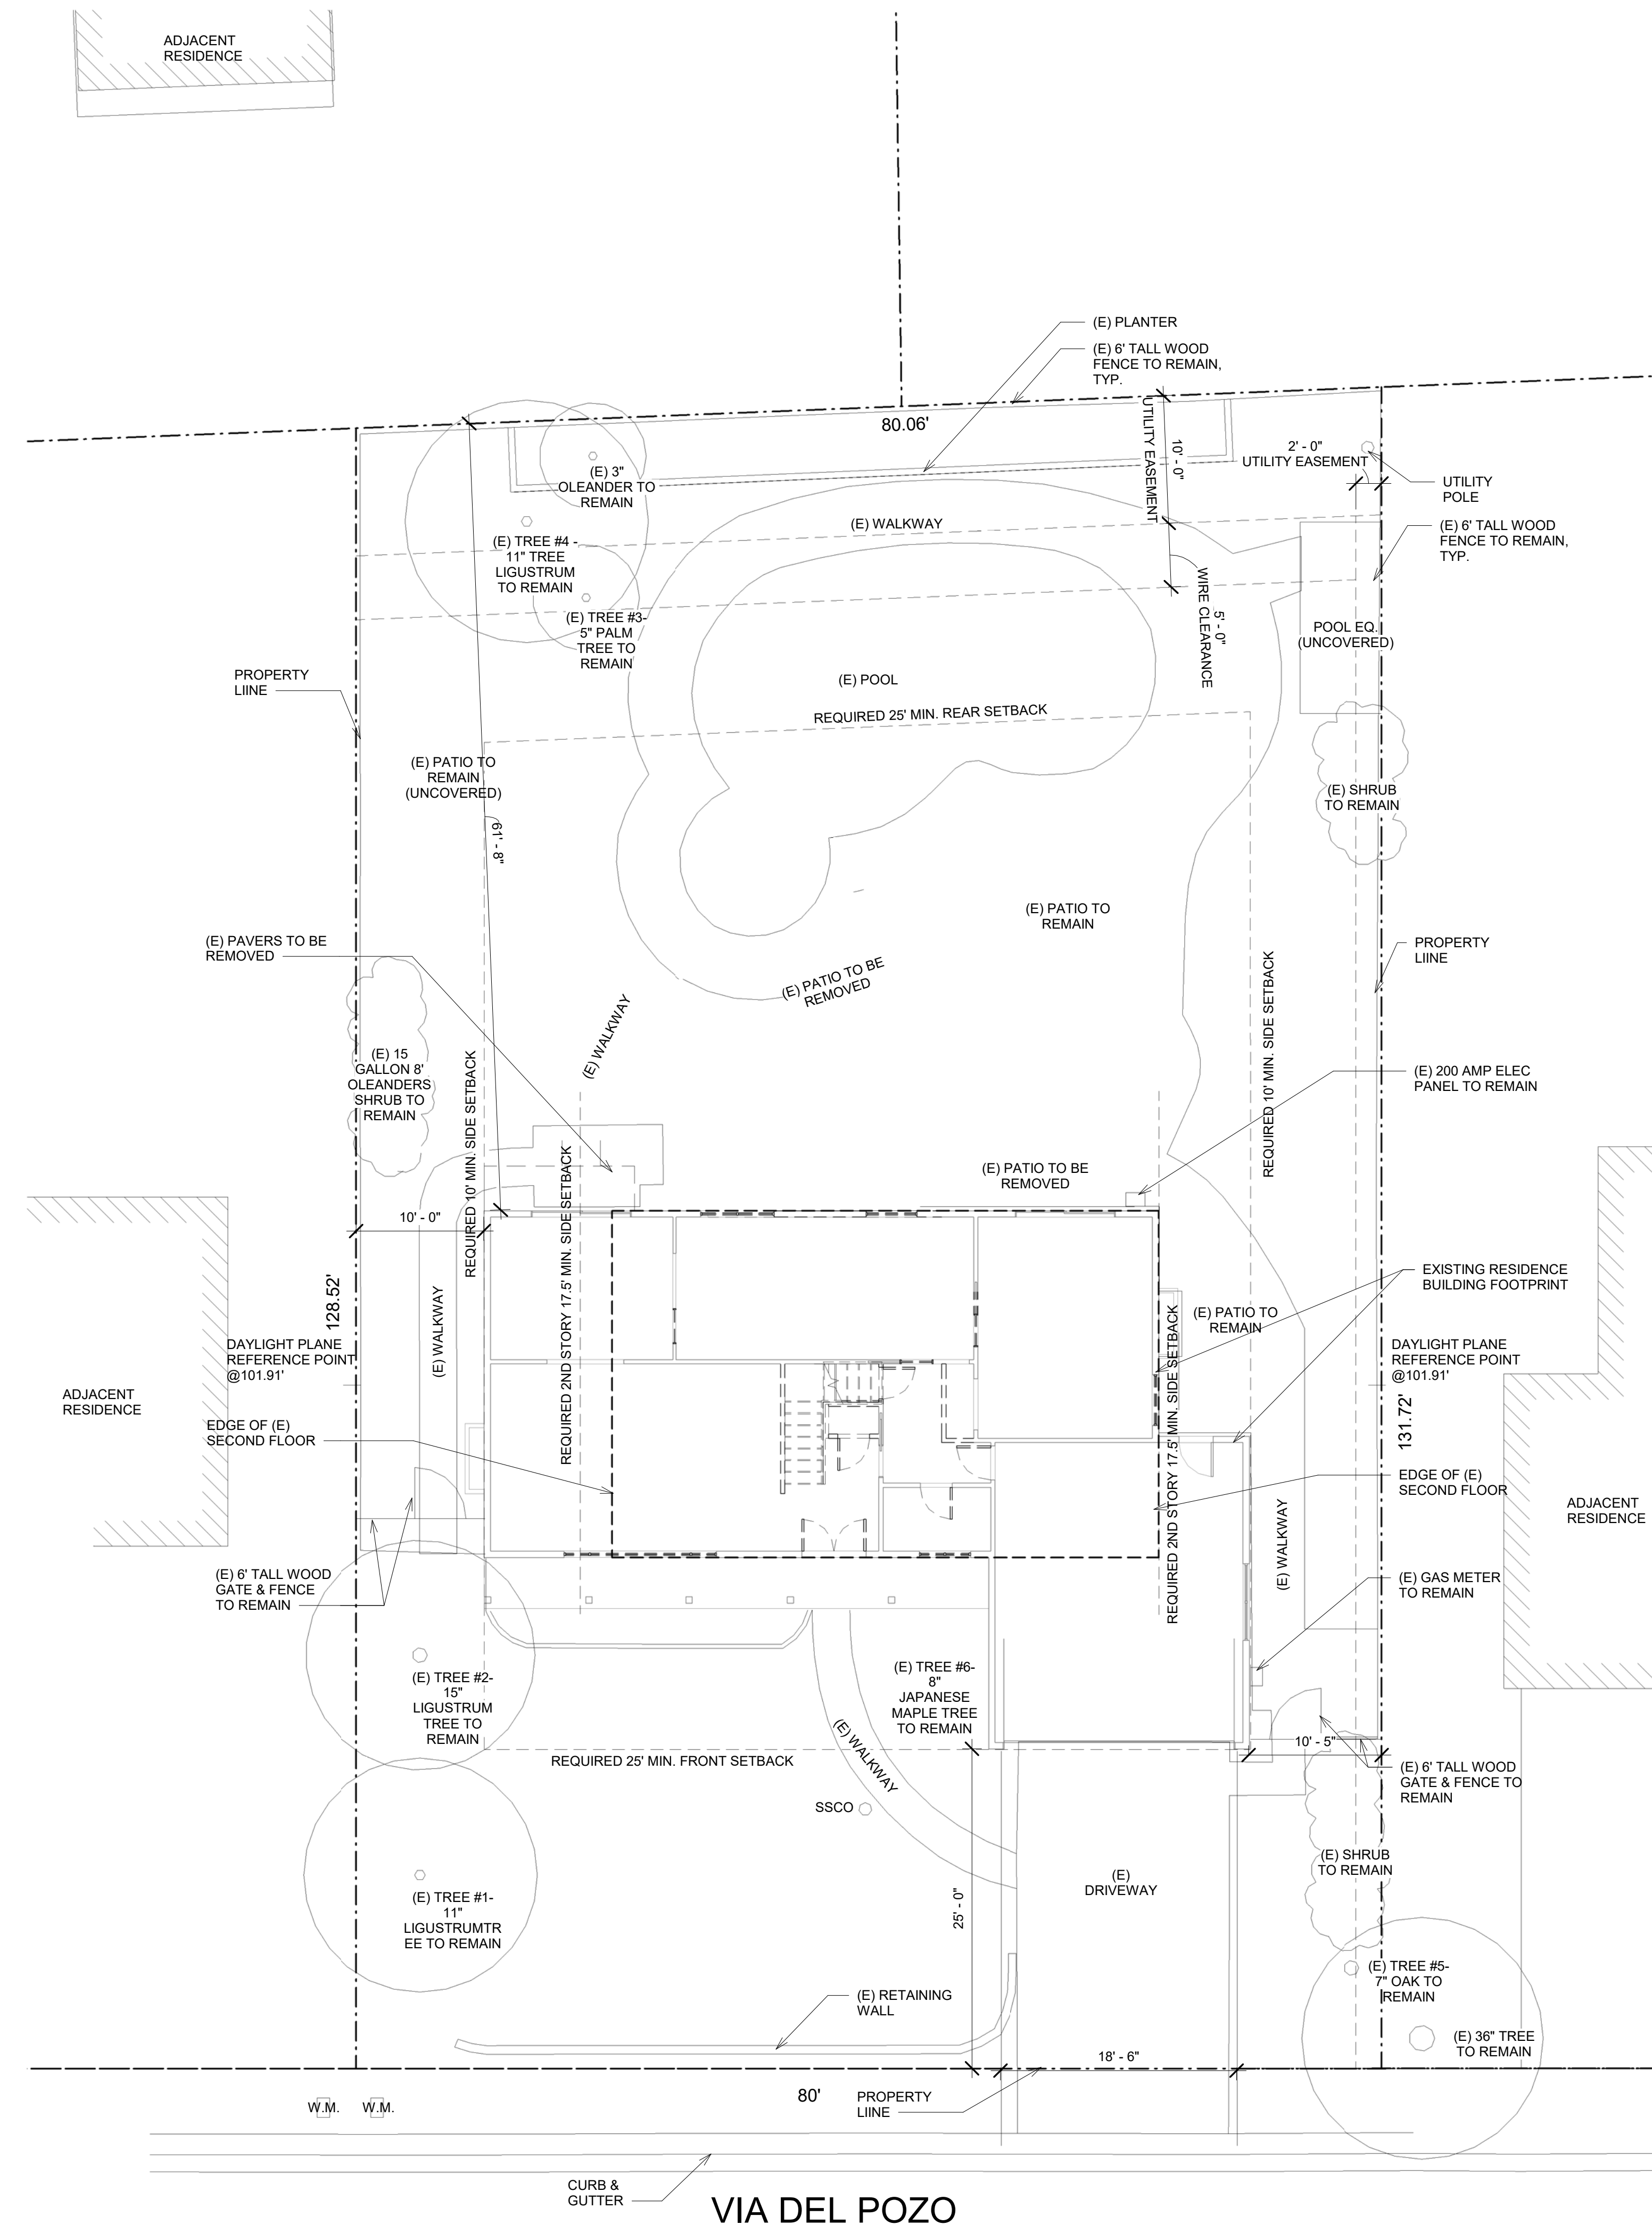 ADJACENT
RESIDENCE
(E) PLANTER
(E) 6' TALL WOOD
FENCE TO REMAIN,
TYP.
80.06'
UTILITY EASEMENT
10' - 0"
2' - 0"
UTILITY EASEMENT
UTILITY
POLE
(E) 3"
OLEANDER TO
REMAIN
(E) WALKWAY
(E) 6' TALL WOOD
FENCE TO REMAIN,
TYP.
(E) TREE #4 -
11" TREE
LIGUSTRUM
TO REMAIN
(E) TREE #3-
5" PALM
TREE TO
REMAIN
5' - 0"
WIRE CLEARANCE
POOL EQ.
(UNCOVERED)
PROPERTY
LIINE
(E) POOL
REQUIRED 25' MIN. REAR SETBACK
(E) PATIO TO
REMAIN
(UNCOVERED)
(E) SHRUB
TO REMAIN
61' - 8"
(E) PATIO TO
REMAIN
(E) PAVERS TO BE
REMOVED
PROPERTY
LIINE
(E) PATIO TO BE
REMOVED
(E) WALKWAY
REQUIRED 10' MIN. SIDE SETBACK
(E) 15
GALLON 8'
OLEANDERS
SHRUB TO
REMAIN
REQUIRED 10' MIN. SIDE SETBACK
(E) 200 AMP ELEC
PANEL TO REMAIN
REQUIRED 2ND STORY 17.5' MIN. SIDE SETBACK
(E) PATIO TO BE
REMOVED
10' - 0"
128.52'
(E) WALKWAY
EXISTING RESIDENCE
BUILDING FOOTPRINT
(E) PATIO TO
REMAIN
REQUIRED 2ND STORY 17.5' MIN. SIDE SETBACK
DAYLIGHT PLANE
REFERENCE POINT
@101.91'
DAYLIGHT PLANE
REFERENCE POINT
@101.91'
ADJACENT
RESIDENCE
131.72'
EDGE OF (E)
SECOND FLOOR
EDGE OF (E)
SECOND FLOOR
ADJACENT
RESIDENCE
(E) WALKWAY
(E) 6' TALL WOOD
GATE & FENCE
TO REMAIN
(E) GAS METER
TO REMAIN
(E) TREE #2-
15"
LIGUSTRUM
TREE TO
REMAIN
(E) TREE #6-
8"
JAPANESE
MAPLE TREE
TO REMAIN
(E) WALKWAY
REQUIRED 25' MIN. FRONT SETBACK
10' - 5"
(E) 6' TALL WOOD
GATE & FENCE TO
REMAIN
SSCO
(E) SHRUB
TO REMAIN
(E)
DRIVEWAY
25' - 0"
(E) TREE #1-
11"
LIGUSTRUMTR
EE TO REMAIN
(E) TREE #5-
7" OAK TO
REMAIN
(E) RETAINING
WALL
(E) 36" TREE
TO REMAIN
18' - 6"
80'
PROPERTY
LIINE
W.M.
W.M.
CURB &
GUTTER
VIA DEL POZO